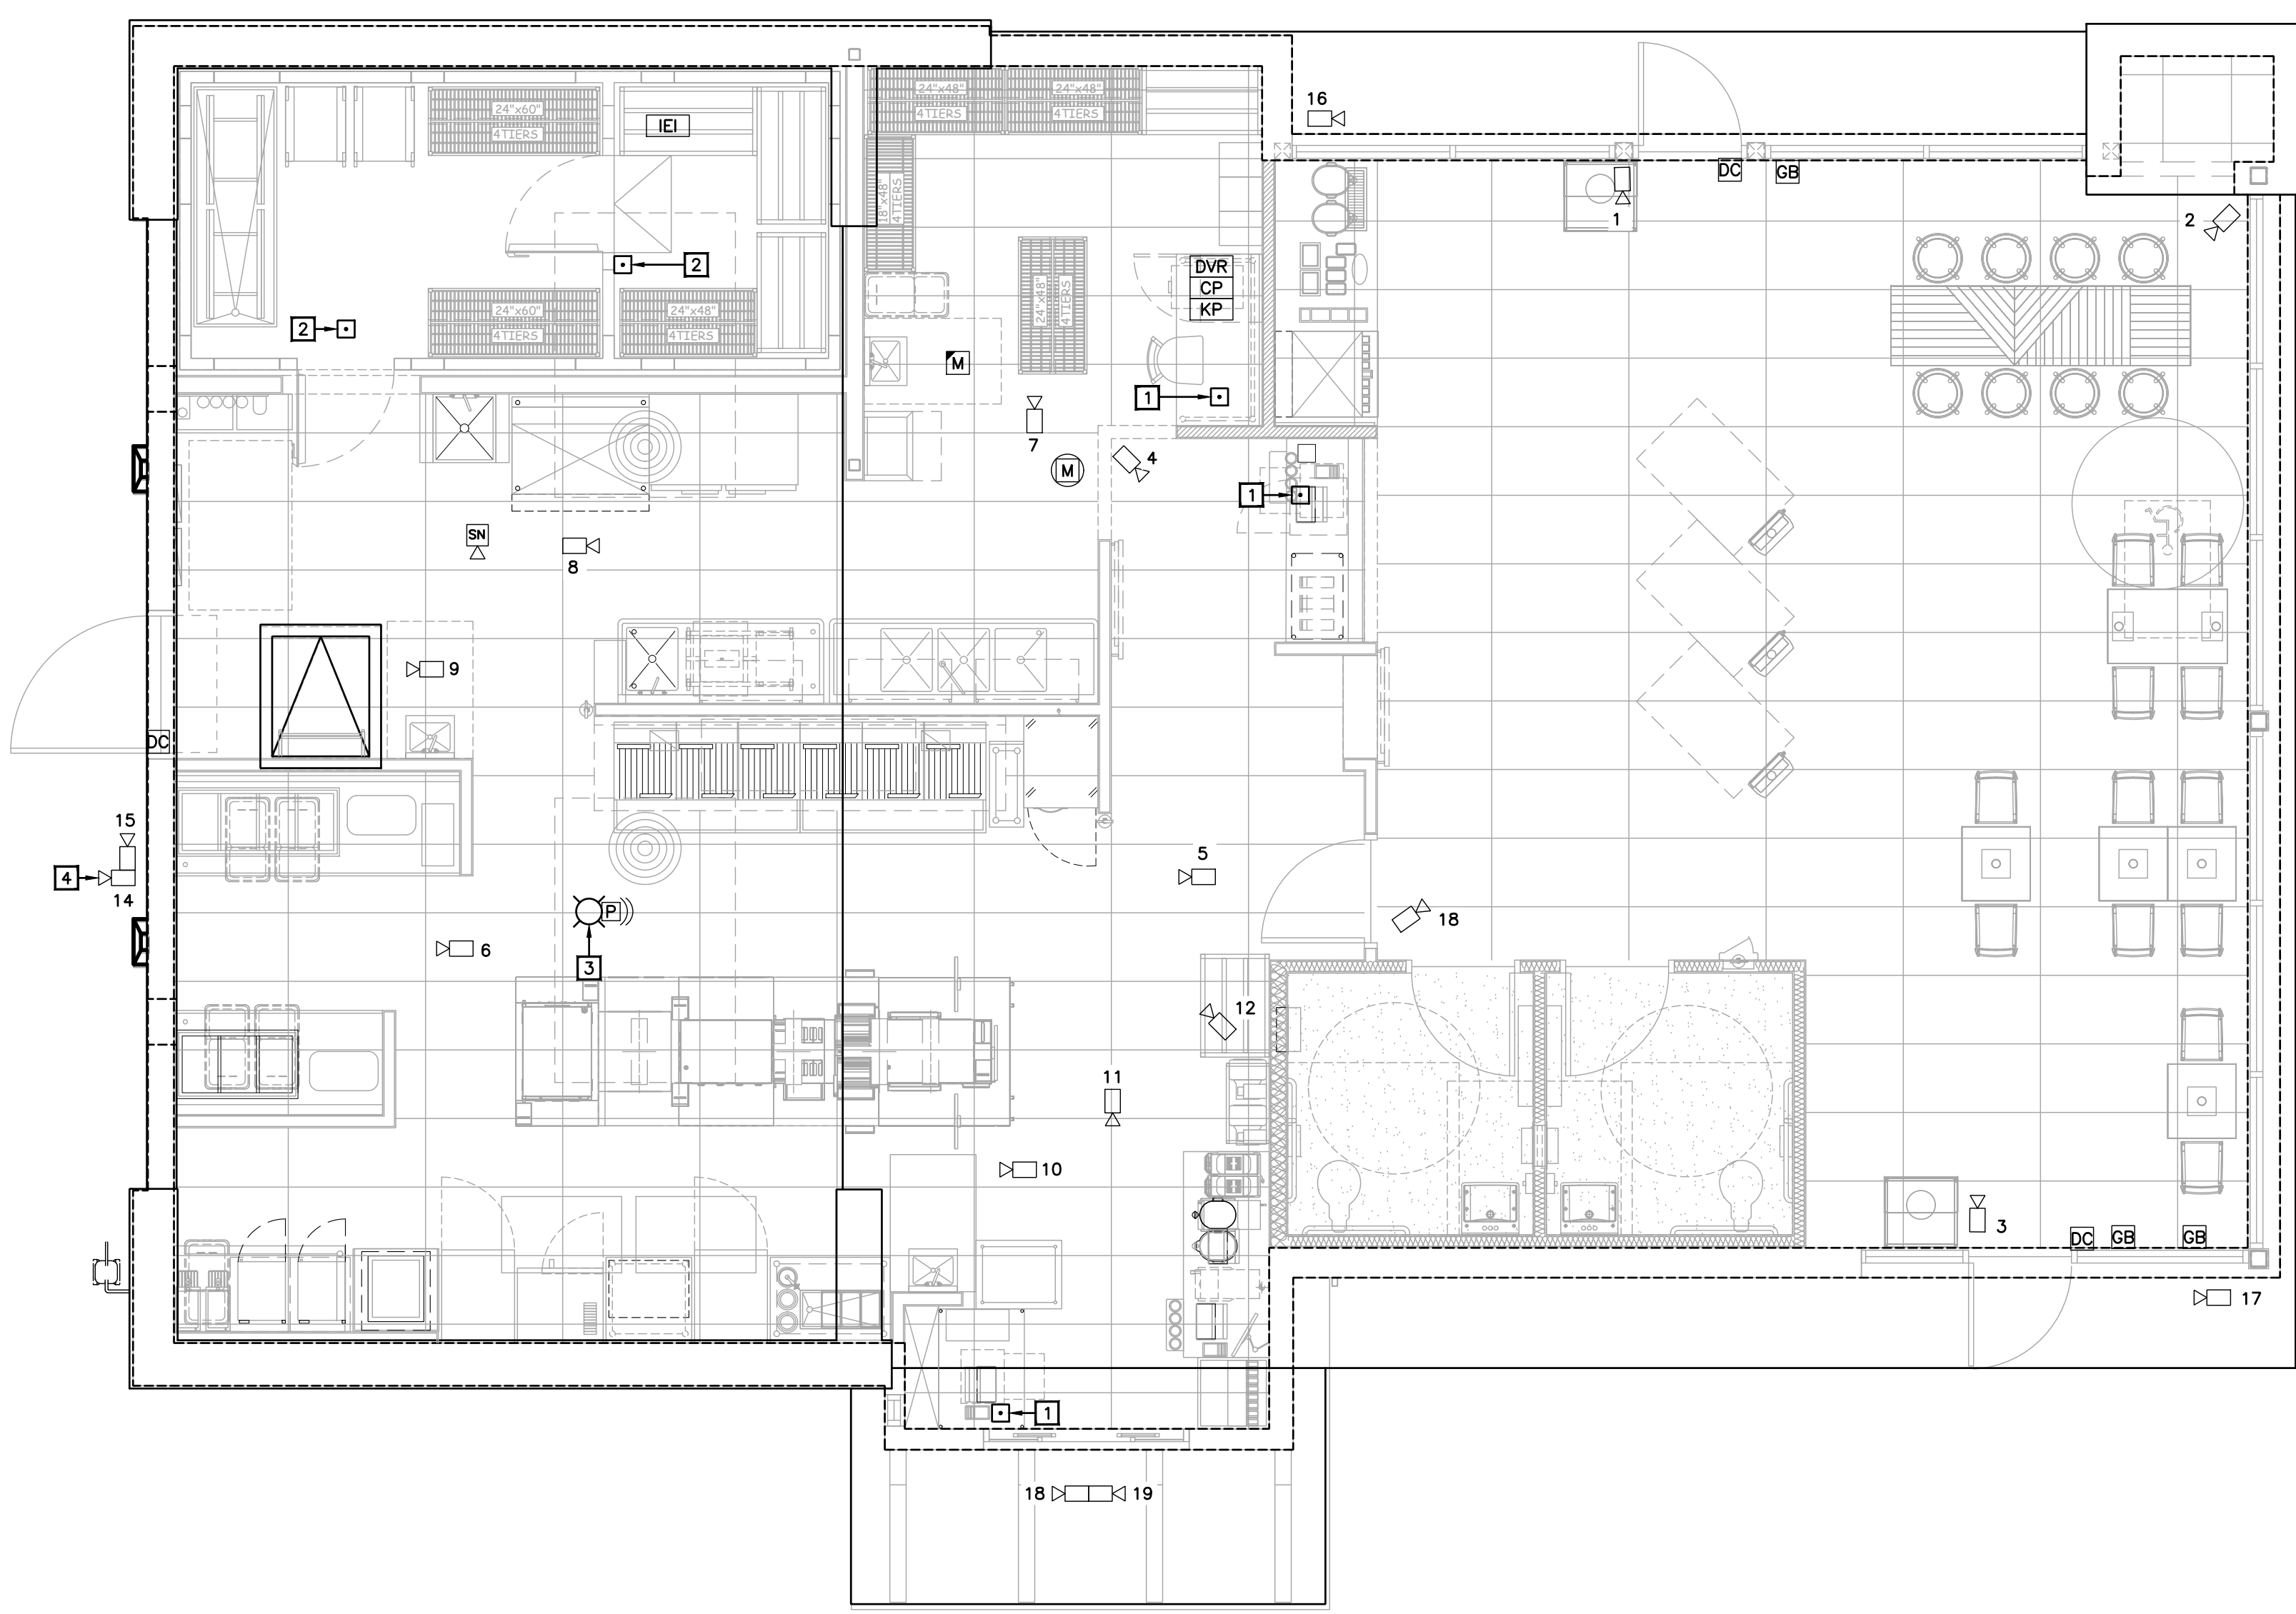 24"x60"
4TIERS
IEI
24"x48"
4TIERS
24"x48"
4TIERS
16
DC
GB
1
2
18"x48"
4TIERS
2
DVR
CP
KP
24"x48"
4TIERS
2
24"x60"
4TIERS
24"x48"
4TIERS
M
1
7
M
4
1
SN
8
9
DC
15
4
14
5
18
P
6
3
12
11
10
3
DC
GB
GB
17
1
18
19